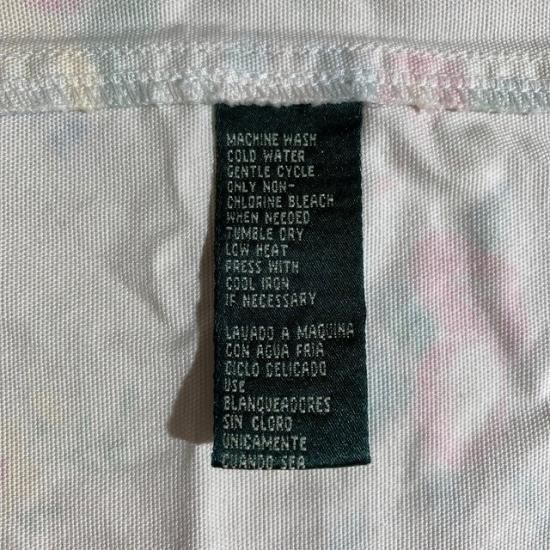 MACHINE WASH
COLD WATER
GENTLE CYCLE
ONLY NON-
CHLORINE BLEACH
WHEN NEEDED
TUMBLE DRY
LOW HEAT
PRESS WITH
COOL IRON
IF NECESSARY
LAVADO A MAQUINA
CON AGUA FRIA
CICLO DELICADO
USE
BLANQUEADORES
SIN CLORO
UNICAMENTE
CUANDO SEA